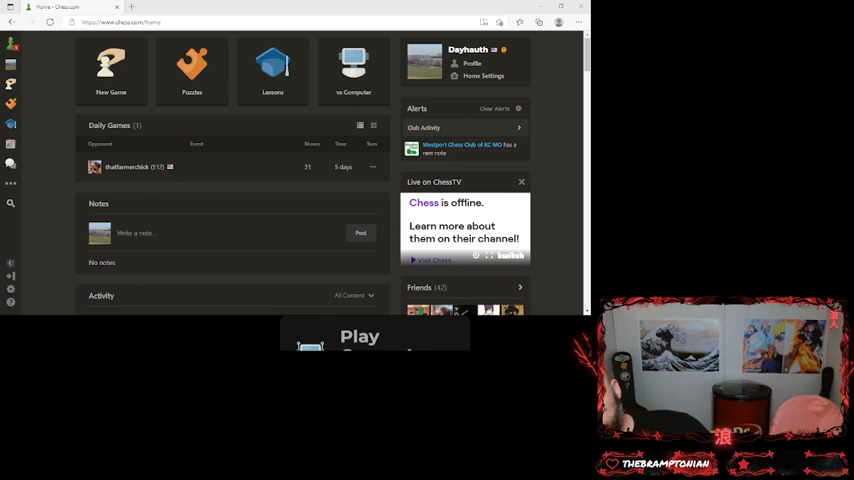 Home - Chess.com
https://www.chess.com/home
New Game
Puzzles
Lessons
vs Computer
Dayhauth
Profile
Home Settings
Daily Games (1)
Opponent Event Moves Time Turn
thatfarmerchick (512) 31 5 days
Alerts
Clear Alerts
Club Activity
Westport Chess Club of KC MO has a
new note
Notes
Write a note...
Post
No notes
Live on ChessTV
Chess is offline.
Learn more about
them on their channel!
Visit Chess
twitch
Activity
All Content
Friends (42)
Play
浪人
浪
THEBRAMPTONIAN